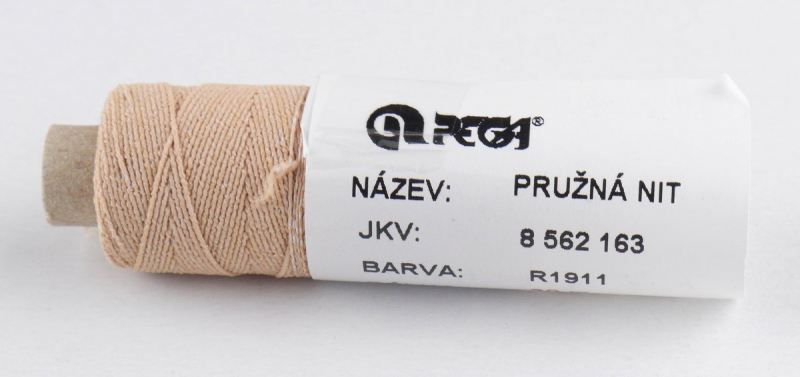 PEGA®
NÁZEV: PRUŽNÁ NIT
JKV: 8 562 163
BARVA: R1911